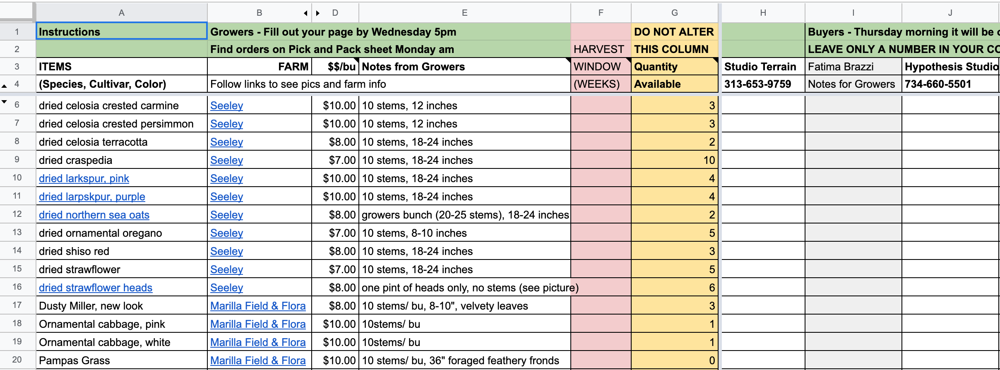 A B D E F G H I J
1 Instructions Growers - Fill out your page by Wednesday 5pm DO NOT ALTER Buyers - Thursday morning it will be
2 Find orders on Pick and Pack sheet Monday am HARVEST THIS COLUMN LEAVE ONLY A NUMBER IN YOUR
3 ITEMS FARM $$/bu Notes from Growers WINDOW Quantity Studio Terrain Fatima Brazzi Hypothesis Studio
4 (Species, Cultivar, Color) Follow links to see pics and farm info (WEEKS) Available 313-653-9759 Notes for Growers 734-660-5501
6 dried celosia crested carmine Seeley $10.00 10 stems, 12 inches 3
7 dried celosia crested persimmon Seeley $10.00 10 stems, 12 inches 3
8 dried celosia terracotta Seeley $8.00 10 stems, 18-24 inches 2
9 dried craspedia Seeley $7.00 10 stems, 18-24 inches 10
10 dried larkspur, pink Seeley $10.00 10 stems, 18-24 inches 4
11 dried larpskpur, purple Seeley $10.00 10 stems, 18-24 inches 4
12 dried northern sea oats Seeley $8.00 growers bunch (20-25 stems), 18-24 inches 2
13 dried ornamental oregano Seeley $7.00 10 stems, 8-10 inches 5
14 dried shiso red Seeley $8.00 10 stems, 18-24 inches 3
15 dried strawflower Seeley $7.00 10 stems, 18-24 inches 5
16 dried strawflower heads Seeley $8.00 one pint of heads only, no stems (see picture) 6
17 Dusty Miller, new look Marilla Field & Flora $8.00 10 stems/ bu, 8-10", velvety leaves 3
18 Ornamental cabbage, pink Marilla Field & Flora $10.00 10stems/ bu 1
19 Ornamental cabbage, white Marilla Field & Flora $10.00 10stems/ bu 1
20 Pampas Grass Marilla Field & Flora $10.00 10 stems/ bu, 36" foraged feathery fronds 0